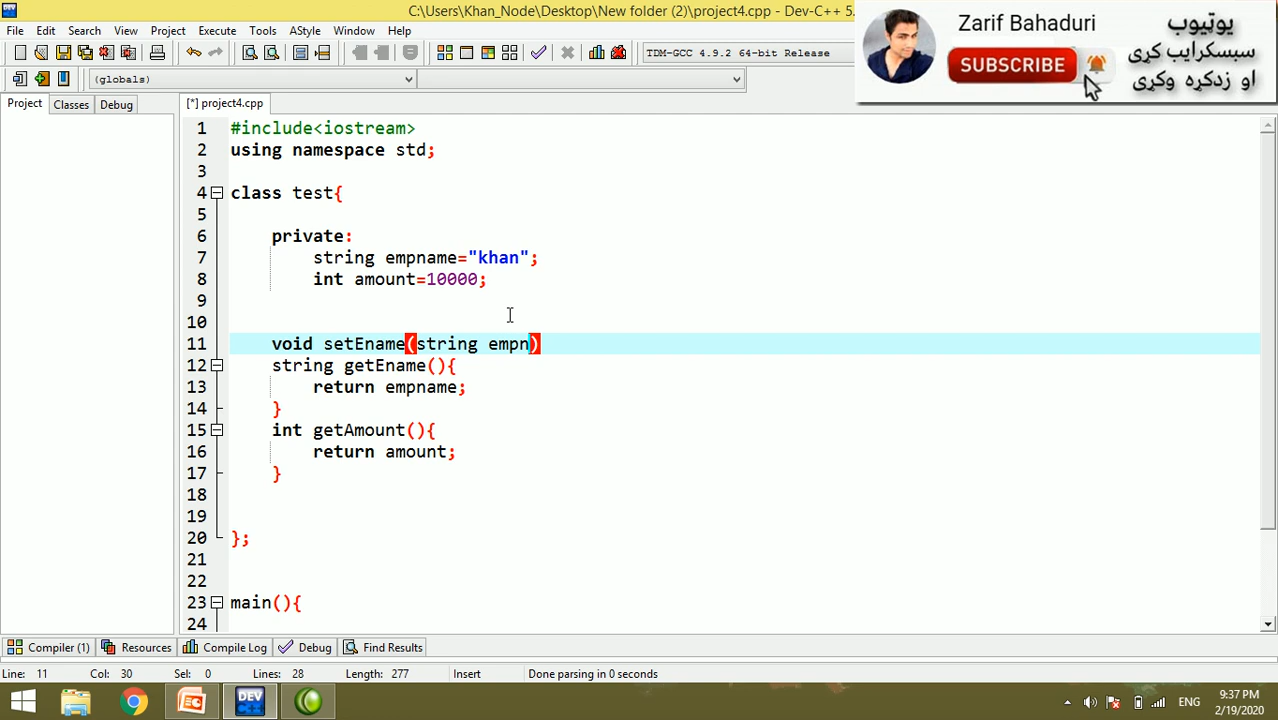 C:\Users\Khan_Node\Desktop\New folder (2)\project4.cpp - Dev-C++ 5.
File Edit Search View Project Execute Tools AStyle Window Help
TDM-GCC 4.9.2 64-bit Release
(globals)
Zarif Bahaduri
SUBSCRIBE
یوټیوب
سبسکرایب کړی
او زدکړه وکړی
Project Classes Debug
[*] project4.cpp
1 #include<iostream>
2 using namespace std;
3
4 class test{
5
6 private:
7 string empname="khan";
8 int amount=10000;
9
10
11 void setEname(string empn)
12 string getEname(){
13 return empname;
14 }
15 int getAmount(){
16 return amount;
17 }
18
19
20 };
21
22
23 main(){
24
Compiler (1) Resources Compile Log Debug Find Results
Line: 11 Col: 30 Sel: 0 Lines: 28 Length: 277 Insert Done parsing in 0 seconds
DEV C++
ENG
9:37 PM
2/19/2020